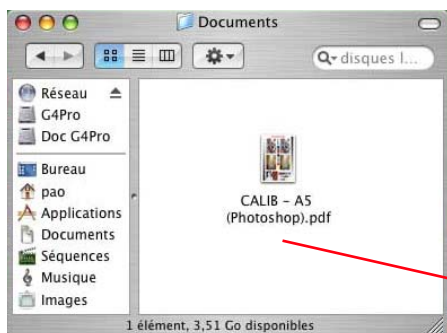 Documents
disques l...
Réseau
G4Pro
Doc G4Pro
Bureau
pao
Applications
Documents
Séquences
Musique
Images
CALIB - A5
(Photoshop).pdf
1 élément, 3,51 Go disponibles